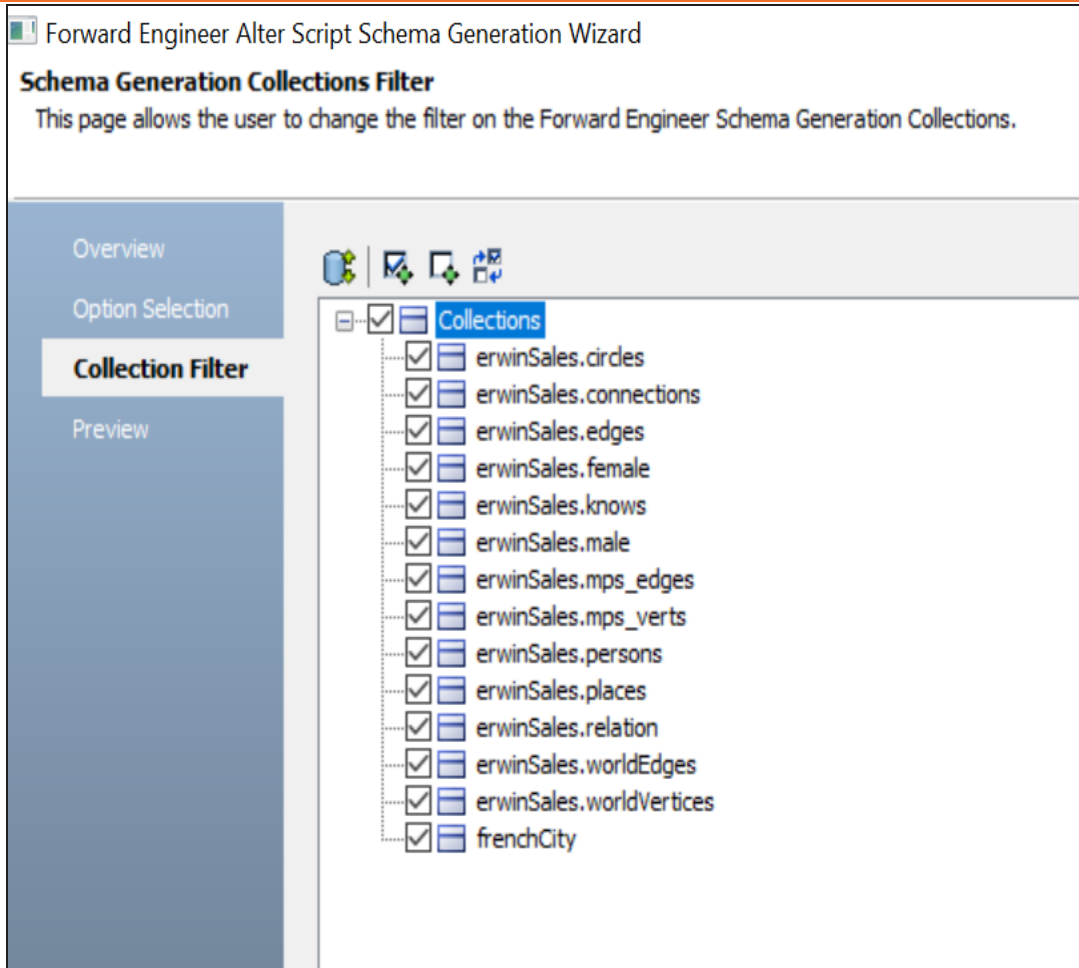 Forward Engineer Alter Script Schema Generation Wizard
Schema Generation Collections Filter
This page allows the user to change the filter on the Forward Engineer Schema Generation Collections.
Overview
Option Selection
Collection Filter
Preview
Collections
erwinSales.circles
erwinSales.connections
erwinSales.edges
erwinSales.female
erwinSales.knows
erwinSales.male
erwinSales.mps_edges
erwinSales.mps_verts
erwinSales.persons
erwinSales.places
erwinSales.relation
erwinSales.worldEdges
erwinSales.worldVertices
frenchCity